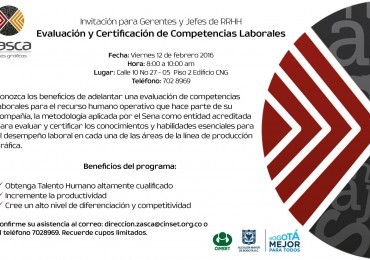 Invitación para Gerentes y Jefes de RRHH
Evaluación y Certificación de Competencias Laborales
zasca
es gráficos
Fecha: Viernes 12 de febrero 2016
Hora: 8:00 a 10:00 am
Lugar: Calle 10 No 27 - 05 Piso 2 Edificio CNG
Teléfono: 702 8969
onozca los beneficios de adelantar una evaluación de competencias
aborales para el recurso humano operativo que hace parte de su
ompañía, la metodología aplicada por el Sena como entidad acreditada
ara evaluar y certificar los conocimientos y habilidades esenciales para
l desempeño laboral en cada una de las áreas de la línea de producción
ráfica.
Beneficios del programa:
Obtenga Talento Humano altamente cualificado
Incremente la productividad
Cree un alto nivel de diferenciación y competitividad
onfirme su asistencia al correo: direccion.zasca@cinset.org.co o
l teléfono 7028969. Recuerde cupos limitados.
CINSET
ALCALDÍA MAYOR
BOGOTÁ
MEJOR
PARA TODOS